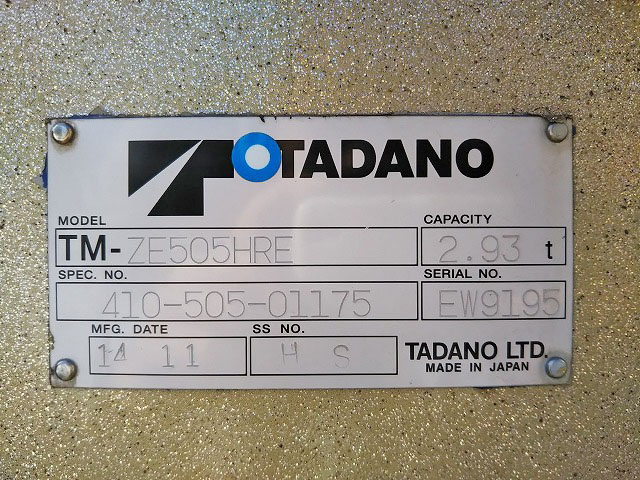 TADANO
MODEL
TM-ZE505HRE
CAPACITY
2.93 t
SPEC. NO.
410-505-01175
SERIAL NO.
EW9195
MFG. DATE
14 11
SS NO.
H S
TADANO LTD.
MADE IN JAPAN